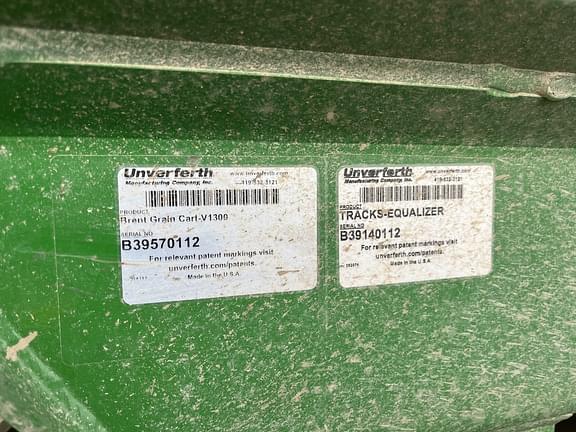 Unverferth www.unverferth.com
Manufacturing Company, Inc. 419-532-3121
PRODUCT
Brent Grain Cart-V1300
SERIAL NO
B39570112
For relevant patent markings visit
unverferth.com/patents.
Made in the U.S.A.
Unverferth www.unverferth.com
Manufacturing Company, Inc. 419-532-3121
PRODUCT
TRACKS-EQUALIZER
SERIAL NO
B39140112
For relevant patent markings visit
unverferth.com/patents.
Made in the U.S.A.